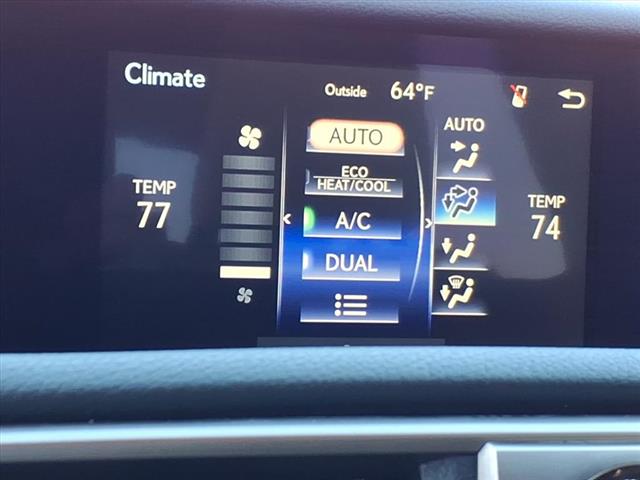 Climate
Outside 64°F
AUTO
AUTO
ECO
HEAT/COOL
TEMP
77
A/C
TEMP
74
DUAL